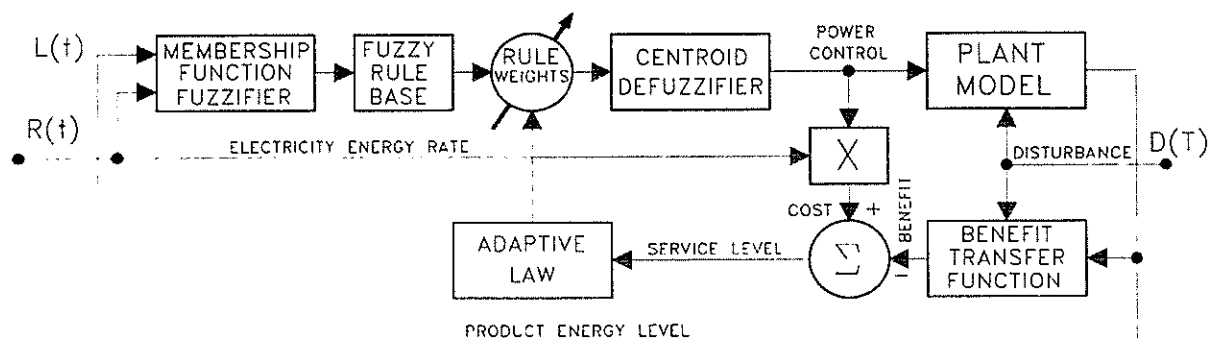 L(t)
R(t)
MEMBERSHIP
FUNCTION
FUZZIFIER
FUZZY
RULE
BASE
RULE
WEIGHTS
CENTROID
DEFUZZIFIER
POWER
CONTROL
PLANT
MODEL
ELECTRICITY ENERGY RATE
X
DISTURBANCE
D(T)
COST
+
BENEFIT
−
Σ
ADAPTIVE
LAW
SERVICE LEVEL
BENEFIT
TRANSFER
FUNCTION
PRODUCT ENERGY LEVEL